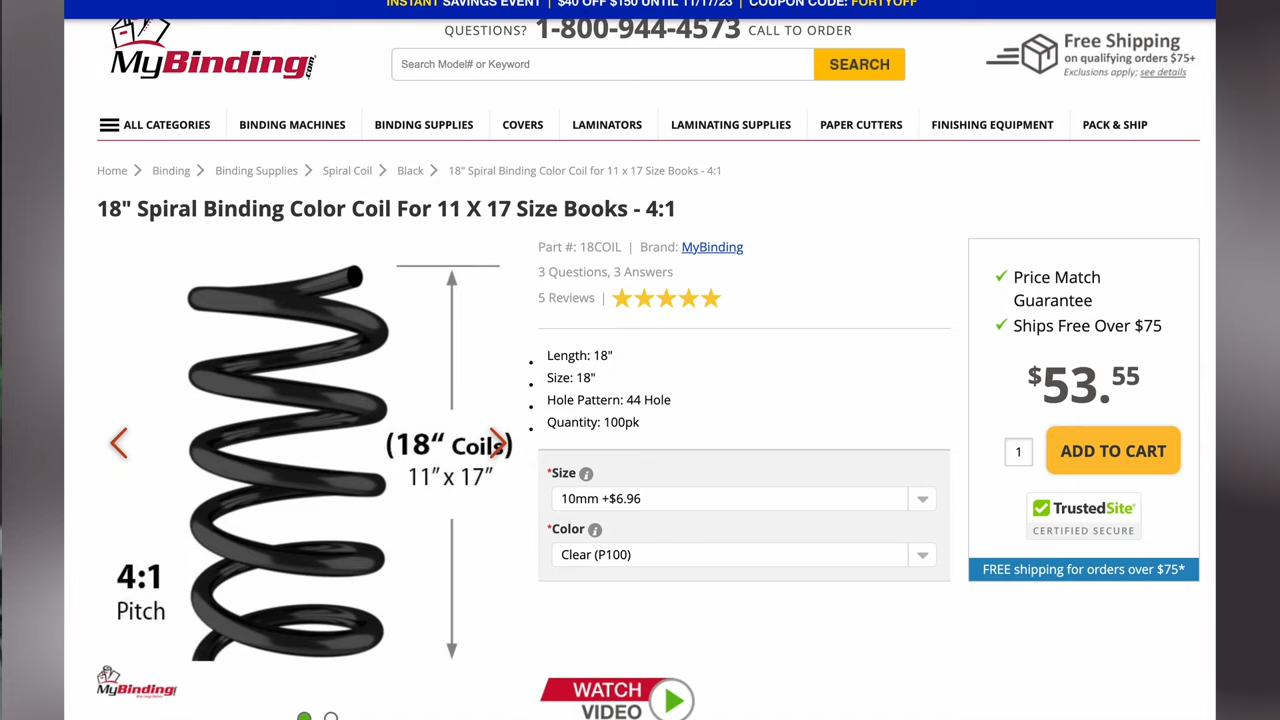 INSTANT SAVINGS EVENT | $40 OFF $150 UNTIL 11/17/23 | COUPON CODE: FORTYOFF
QUESTIONS? 1-800-944-4573 CALL TO ORDER
MyBinding.com
Search Model# or Keyword
SEARCH
Free Shipping
on qualifying orders $75+
Exclusions apply; see details
ALL CATEGORIES
BINDING MACHINES
BINDING SUPPLIES
COVERS
LAMINATORS
LAMINATING SUPPLIES
PAPER CUTTERS
FINISHING EQUIPMENT
PACK & SHIP
Home > Binding > Binding Supplies > Spiral Coil > Black > 18" Spiral Binding Color Coil for 11 x 17 Size Books - 4:1
18" Spiral Binding Color Coil For 11 X 17 Size Books - 4:1
(18“ Coils)
11”x 17”
4:1
Pitch
MyBinding
Part #: 18COIL | Brand: MyBinding
3 Questions, 3 Answers
5 Reviews |
Length: 18"
Size: 18"
Hole Pattern: 44 Hole
Quantity: 100pk
*Size i
10mm +$6.96
*Color i
Clear (P100)
WATCH
VIDEO
Price Match
Guarantee
Ships Free Over $75
$53.55
1
ADD TO CART
TrustedSite
CERTIFIED SECURE
FREE shipping for orders over $75*